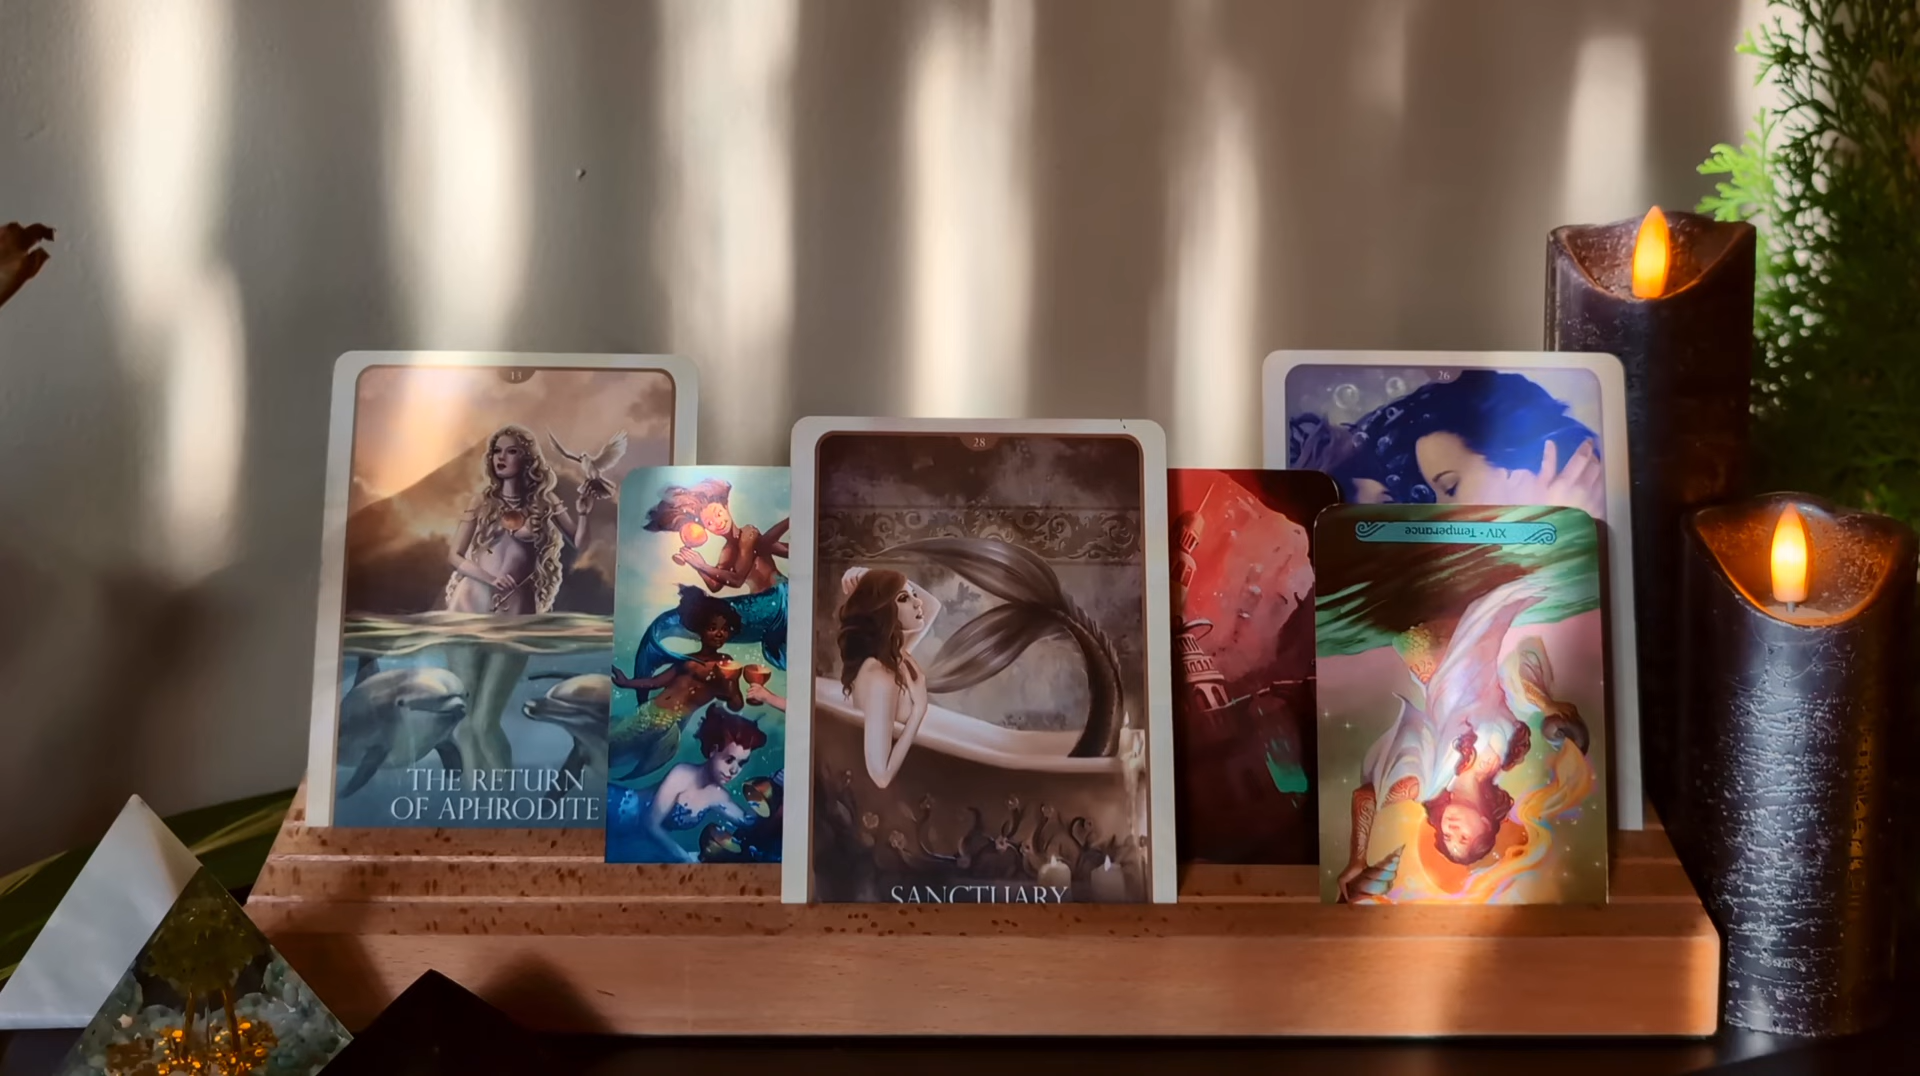 13
THE RETURN
OF APHRODITE
28
SANCTUARY
26
XIV • Temperance